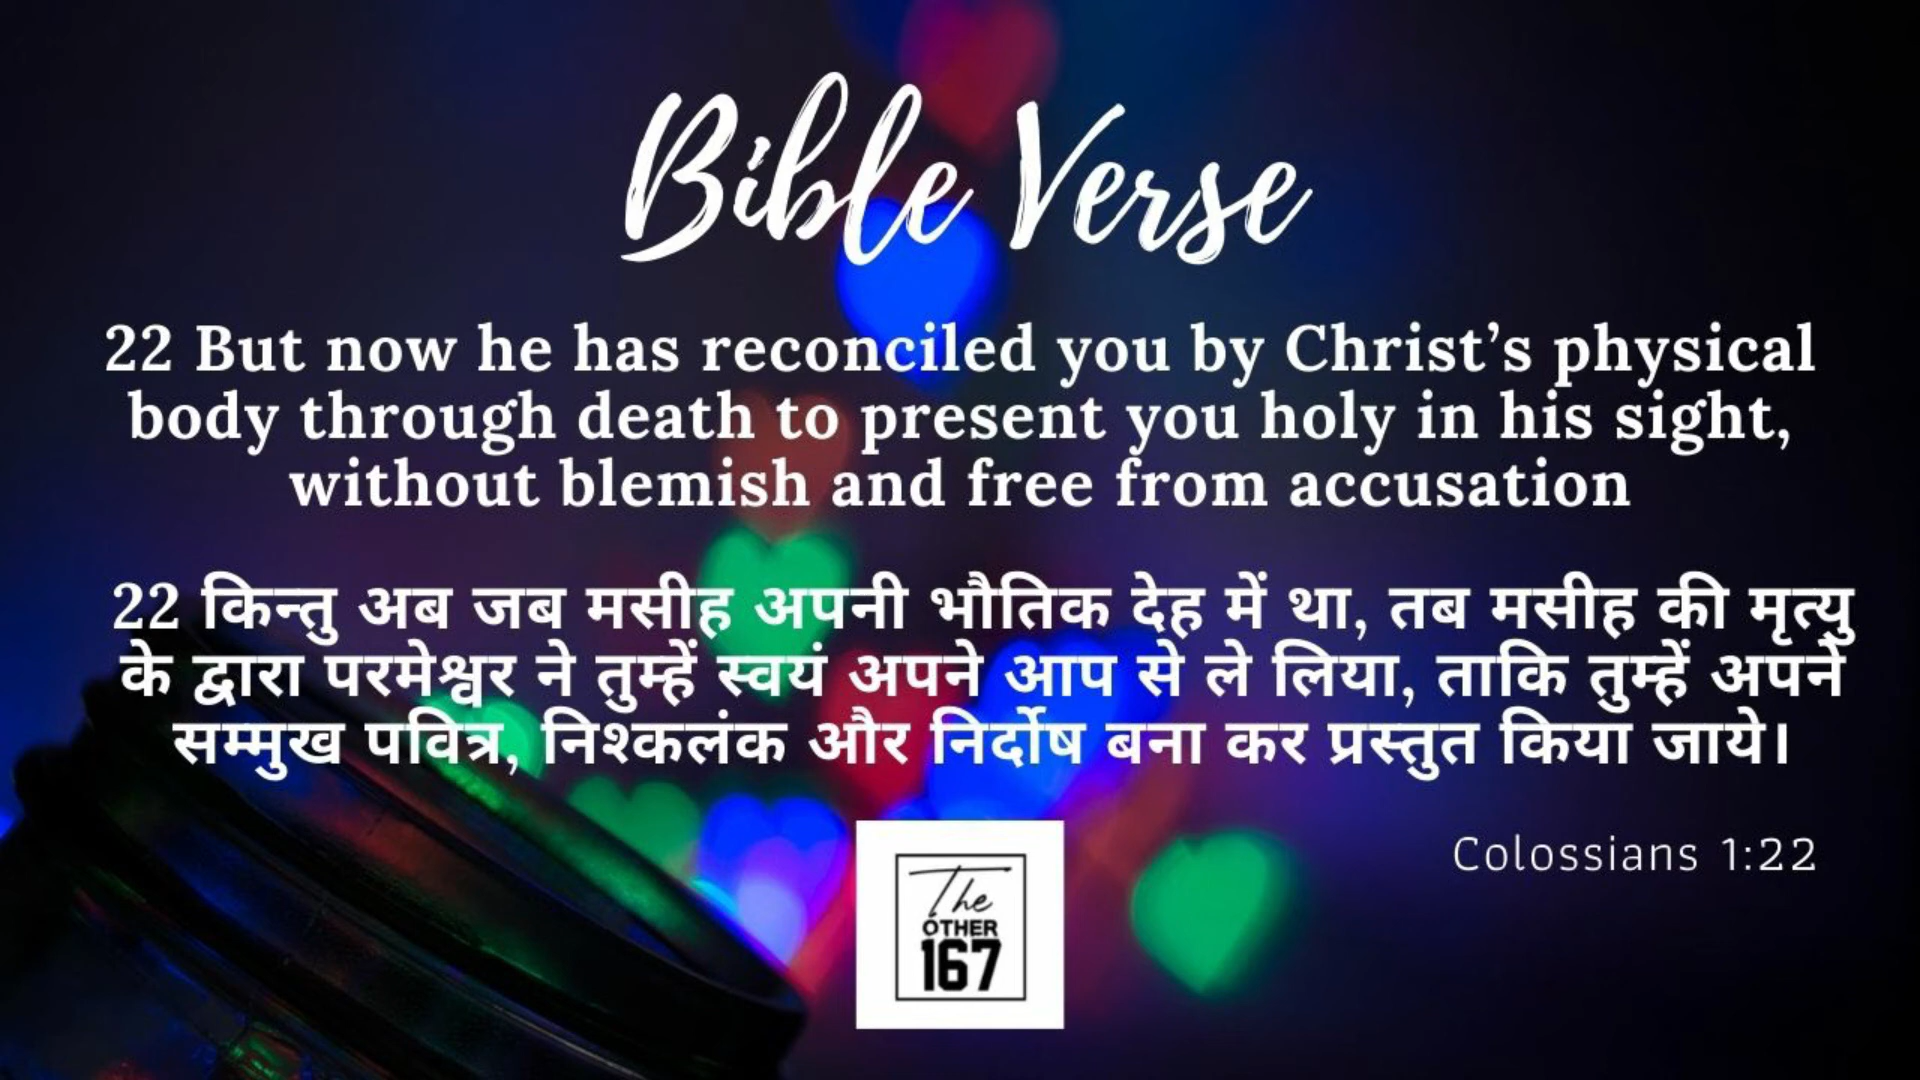 Bible Verse
22 But now he has reconciled you by Christ’s physical
body through death to present you holy in his sight,
without blemish and free from accusation
22 किन्तु अब जब मसीह अपनी भौतिक देह में था, तब मसीह की मृत्यु
के द्वारा परमेश्वर ने तुम्हें स्वयं अपने आप से ले लिया, ताकि तुम्हें अपने
सम्मुख पवित्र, निश्कलंक और निर्दोष बना कर प्रस्तुत किया जाये।
Colossians 1:22
The
OTHER
167